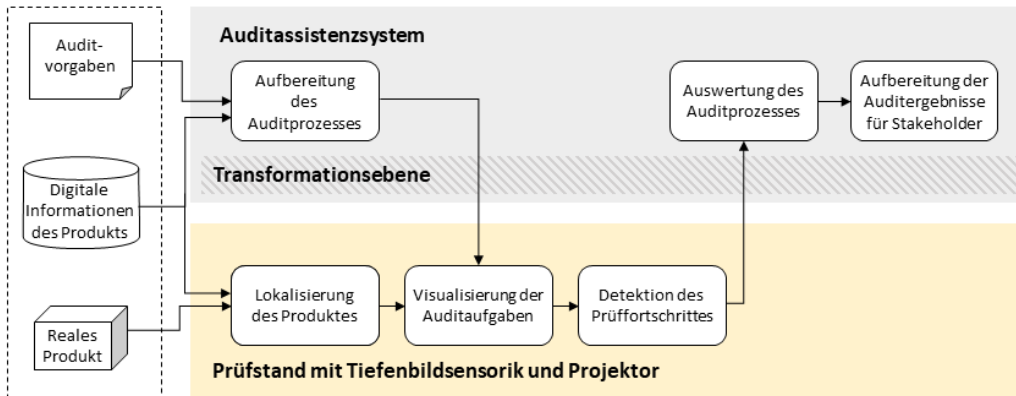 Audit-
vorgaben
Digitale
Informationen
des Produkts
Reales
Produkt
Auditassistenzsystem
Aufbereitung
des
Auditprozesses
Auswertung des
Auditprozesses
Aufbereitung der
Auditergebnisse
für Stakeholder
Transformationsebene
Lokalisierung
des Produktes
Visualisierung der
Auditaufgaben
Detektion des
Prüffortschrittes
Prüfstand mit Tiefenbildsensorik und Projektor